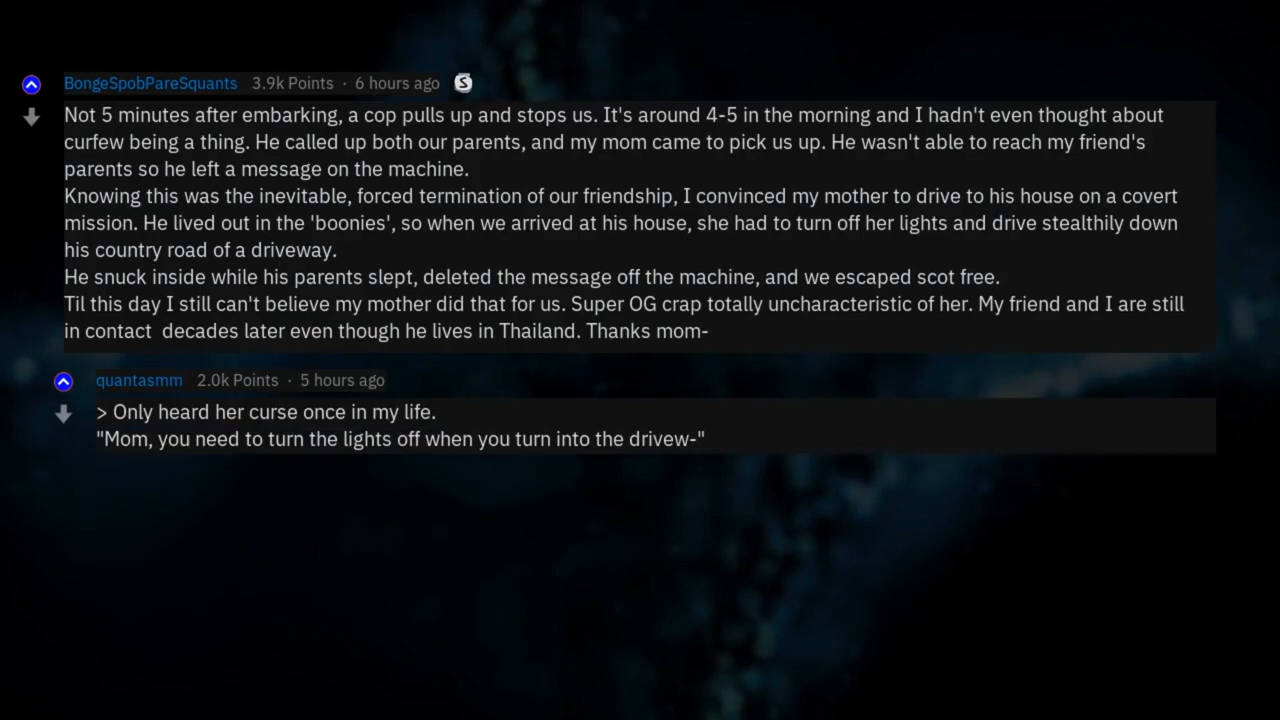 BongeSpobPareSquants 3.9k Points · 6 hours ago S
Not 5 minutes after embarking, a cop pulls up and stops us. It's around 4-5 in the morning and I hadn't even thought about
curfew being a thing. He called up both our parents, and my mom came to pick us up. He wasn't able to reach my friend's
parents so he left a message on the machine.
Knowing this was the inevitable, forced termination of our friendship, I convinced my mother to drive to his house on a covert
mission. He lived out in the 'boonies', so when we arrived at his house, she had to turn off her lights and drive stealthily down
his country road of a driveway.
He snuck inside while his parents slept, deleted the message off the machine, and we escaped scot free.
Til this day I still can't believe my mother did that for us. Super OG crap totally uncharacteristic of her. My friend and I are still
in contact  decades later even though he lives in Thailand. Thanks mom-
quantasmm 2.0k Points · 5 hours ago
> Only heard her curse once in my life.
"Mom, you need to turn the lights off when you turn into the drivew-"